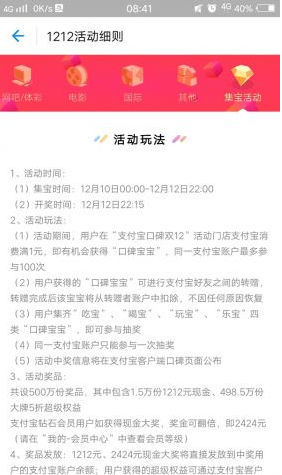 4G 0K/s 08:41 4G 40%
1212活动细则
网吧/体彩 电影 国际 其他 集宝活动
活动玩法
1、活动时间：
（1）集宝时间：12月10日00:00-12月12日22:00
（2）开奖时间：12月12日22:15
2、活动玩法：
（1）活动期间，用户在“支付宝口碑双12”活动门店支付宝消
费满1元，即有机会获得“口碑宝宝”，同一支付宝账户最多参
与100次
（2）用户获得的“口碑宝宝”可进行支付宝好友之间的转赠，
转赠完成后该宝宝将从转赠者账户中扣除，不因任何原因恢复
（3）用户集齐“吃宝”、“喝宝”、“玩宝”、“乐宝”四
类“口碑宝宝”，即可参与抽奖
（4）同一支付宝账户只能参与一次抽奖
（5）活动中奖信息将在支付宝客户端口碑页面公布
3、活动奖品：
共设500万份奖品，其中包含1.5万份1212元现金、498.5万份
大牌5折超级权益
支付宝钻石会员用户如获得现金大奖，奖金可翻倍，即2424元
（请在「我的-会员中心」中查看会员等级）
4、奖品发放：1212元、2424元现金大奖将直接发放到中奖用
户的支付宝账户余额；用户获得的超级权益可通过支付宝客户